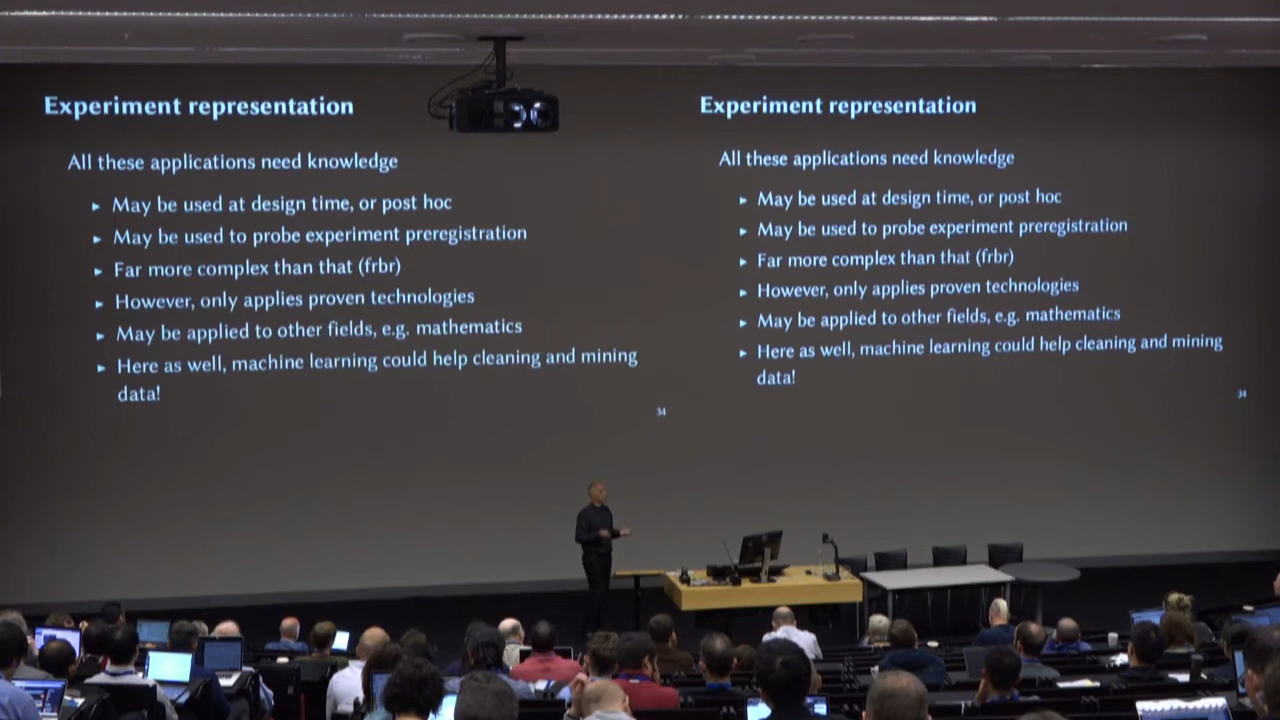 Experiment representation
All these applications need knowledge
▸ May be used at design time, or post hoc
▸ May be used to probe experiment preregistration
▸ Far more complex than that (frbr)
▸ However, only applies proven technologies
▸ May be applied to other fields, e.g. mathematics
▸ Here as well, machine learning could help cleaning and mining
data!
34
Experiment representation
All these applications need knowledge
▸ May be used at design time, or post hoc
▸ May be used to probe experiment preregistration
▸ Far more complex than that (frbr)
▸ However, only applies proven technologies
▸ May be applied to other fields, e.g. mathematics
▸ Here as well, machine learning could help cleaning and mining
data!
34